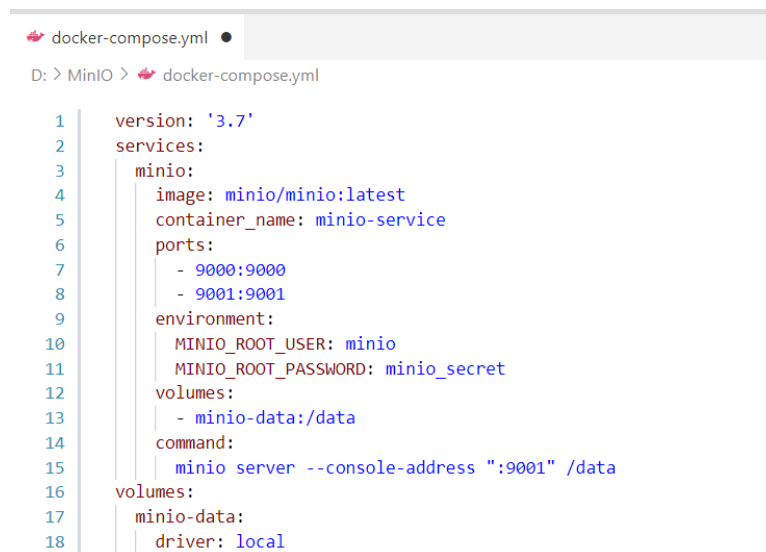 docker-compose.yml
D: > MinIO > docker-compose.yml
1 version: '3.7'
2 services:
3 minio:
4 image: minio/minio:latest
5 container_name: minio-service
6 ports:
7 - 9000:9000
8 - 9001:9001
9 environment:
10 MINIO_ROOT_USER: minio
11 MINIO_ROOT_PASSWORD: minio_secret
12 volumes:
13 - minio-data:/data
14 command:
15 minio server --console-address ":9001" /data
16 volumes:
17 minio-data:
18 driver: local